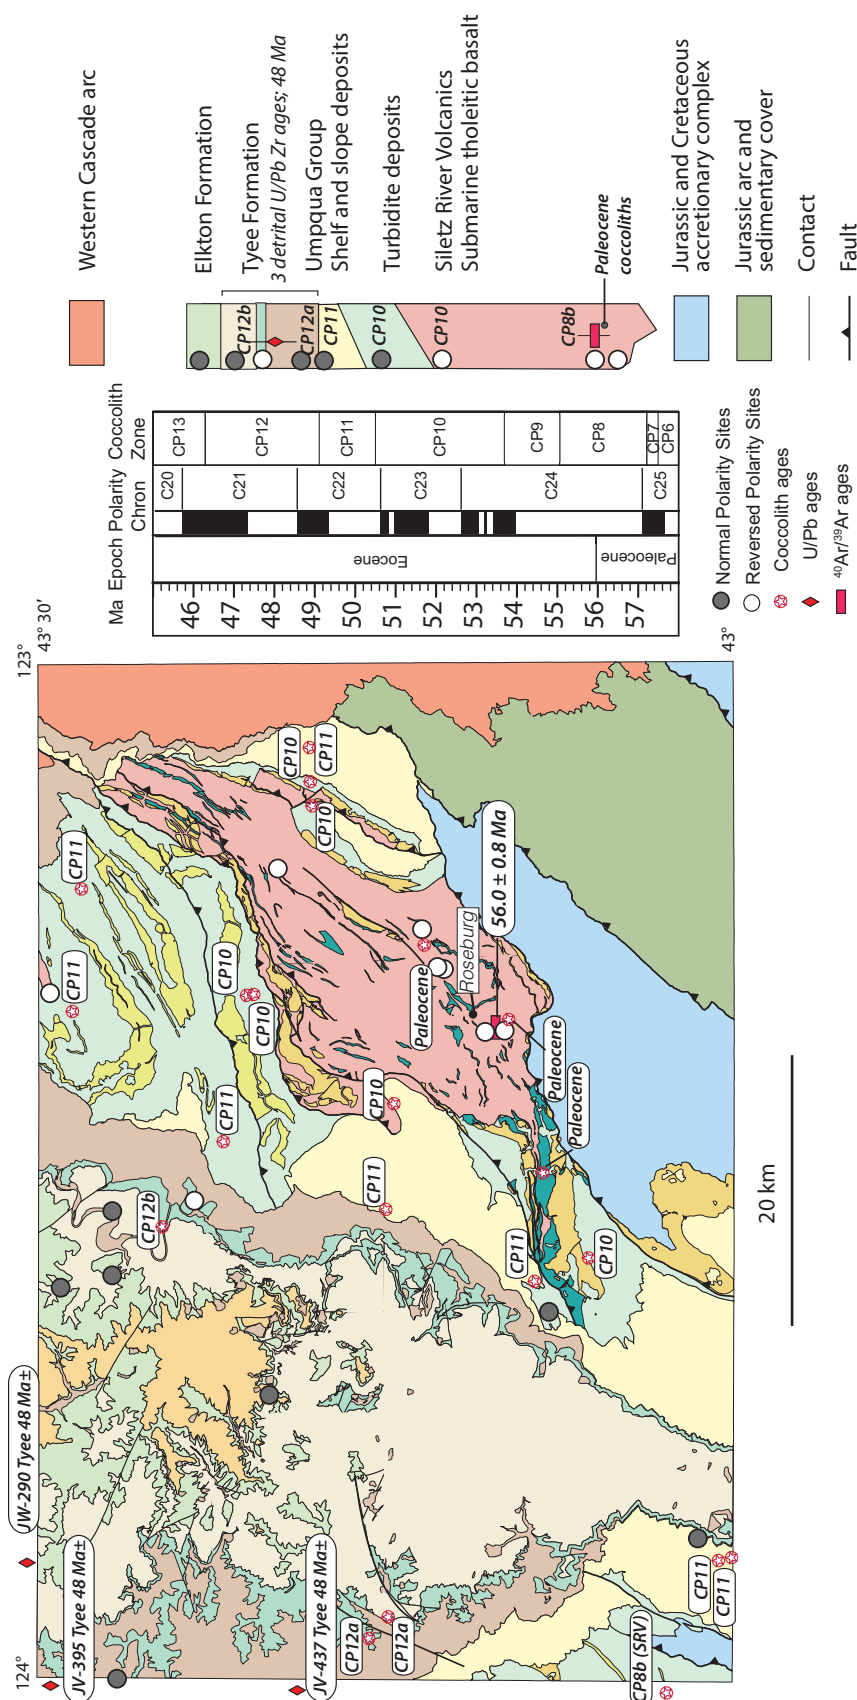 123°
43° 30'
43°
124°
JW-290 Tyee 48 Ma±
JV-395 Tyee 48 Ma±
JV-437 Tyee 48 Ma±
CP11
CP11
CP10
CP11
CP10
CP10
CP10
CP11
CP10
CP12b
CP11
CP10
Paleocene
Roseburg
56.0 ± 0.8 Ma
Paleocene
Paleocene
CP11
CP10
CP12a
CP12a
CP11
CP11
CP8b (SRV)
20 km
Ma
Epoch
Polarity
Chron
Coccolith
Zone
46
47
48
49
50
51
52
53
54
55
56
57
Eocene
Paleocene
C20
C21
C22
C23
C24
C25
CP13
CP12
CP11
CP10
CP9
CP8
CP7
CP6
CP12b
CP12a
CP11
CP10
CP10
CP8b
Western Cascade arc
Elkton Formation
Tyee Formation
3 detrital U/Pb Zr ages; 48 Ma
Umpqua Group
Shelf and slope deposits
Turbidite deposits
Siletz River Volcanics
Submarine tholeiitic basalt
Paleocene
coccoliths
Normal Polarity Sites
Reversed Polarity Sites
Coccolith ages
U/Pb ages
⁴⁰Ar/³⁹Ar ages
Jurassic and Cretaceous
accretionary complex
Jurassic arc and
sedimentary cover
Contact
Fault